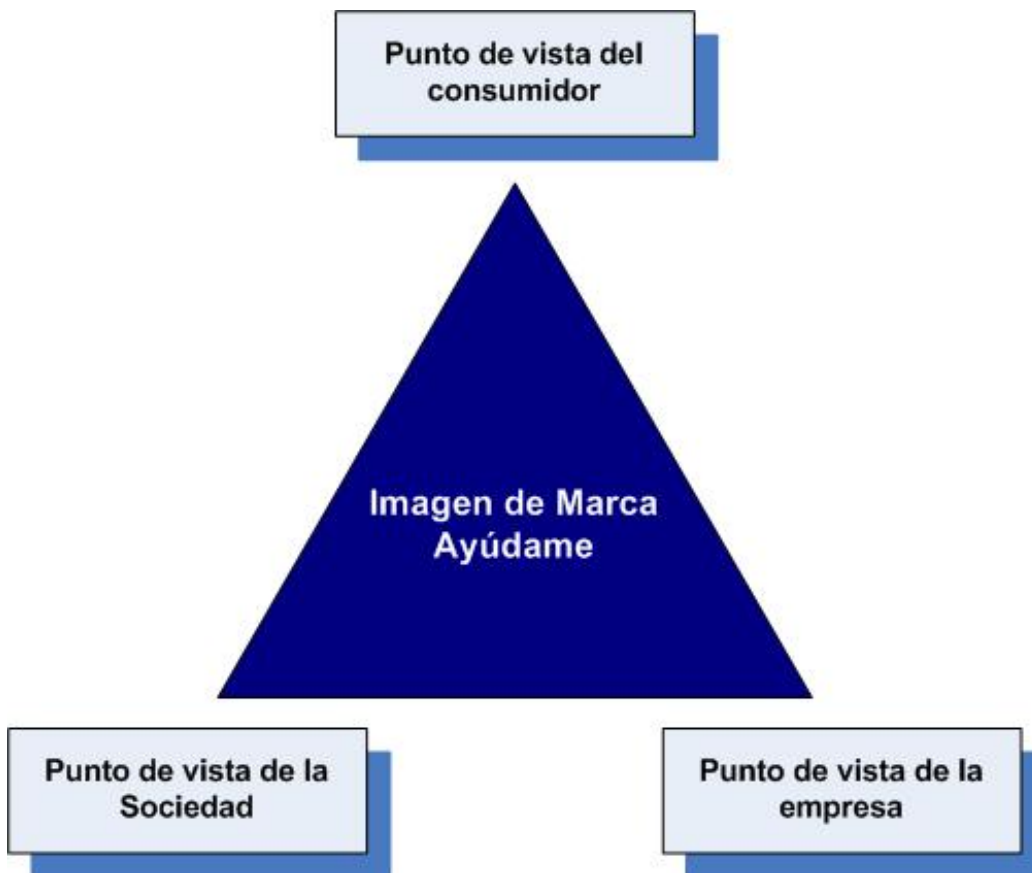 Punto de vista del
consumidor
Imagen de Marca
Ayúdame
Punto de vista de la
Sociedad
Punto de vista de la
empresa